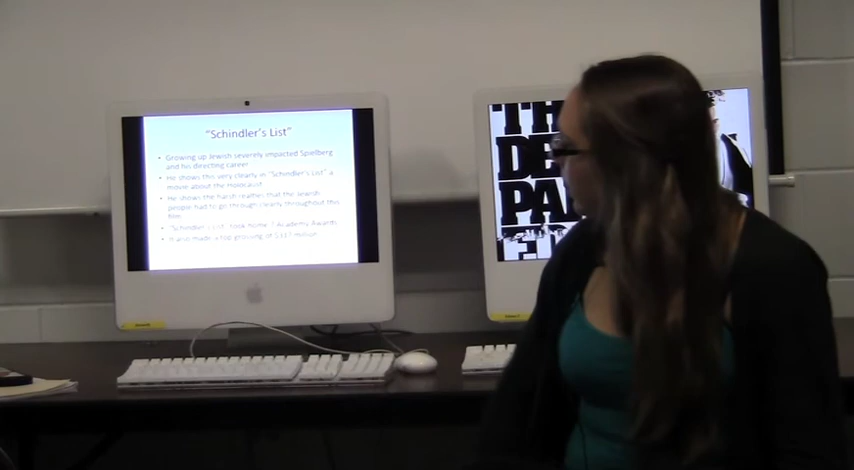 "Schindler's List"
• Growing up Jewish severely impacted Spielberg
and his directing career
• He shows this very clearly in "Schindler's List" a
movie about the Holocaust
• He shows the harsh realities that the Jewish
people had to go through clearly throughout this
film.
• "Schindler's List" took home 7 Academy Awards
• It also made a top grossing of $317 million